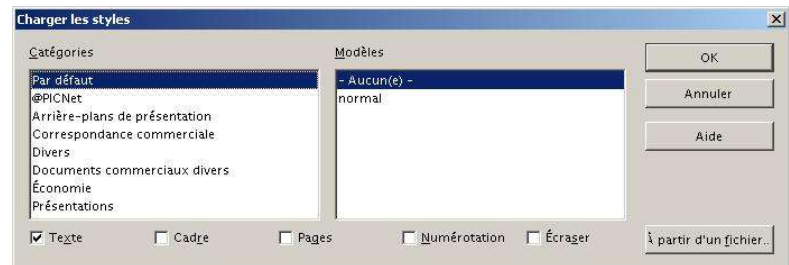 Charger les styles
Catégories
Modèles
Par défaut
@PICNet
Arrière-plans de présentation
Correspondance commerciale
Divers
Documents commerciaux divers
Économie
Présentations
- Aucun(e) -
normal
OK
Annuler
Aide
Texte
Cadre
Pages
Numérotation
Écraser
À partir d'un fichier..